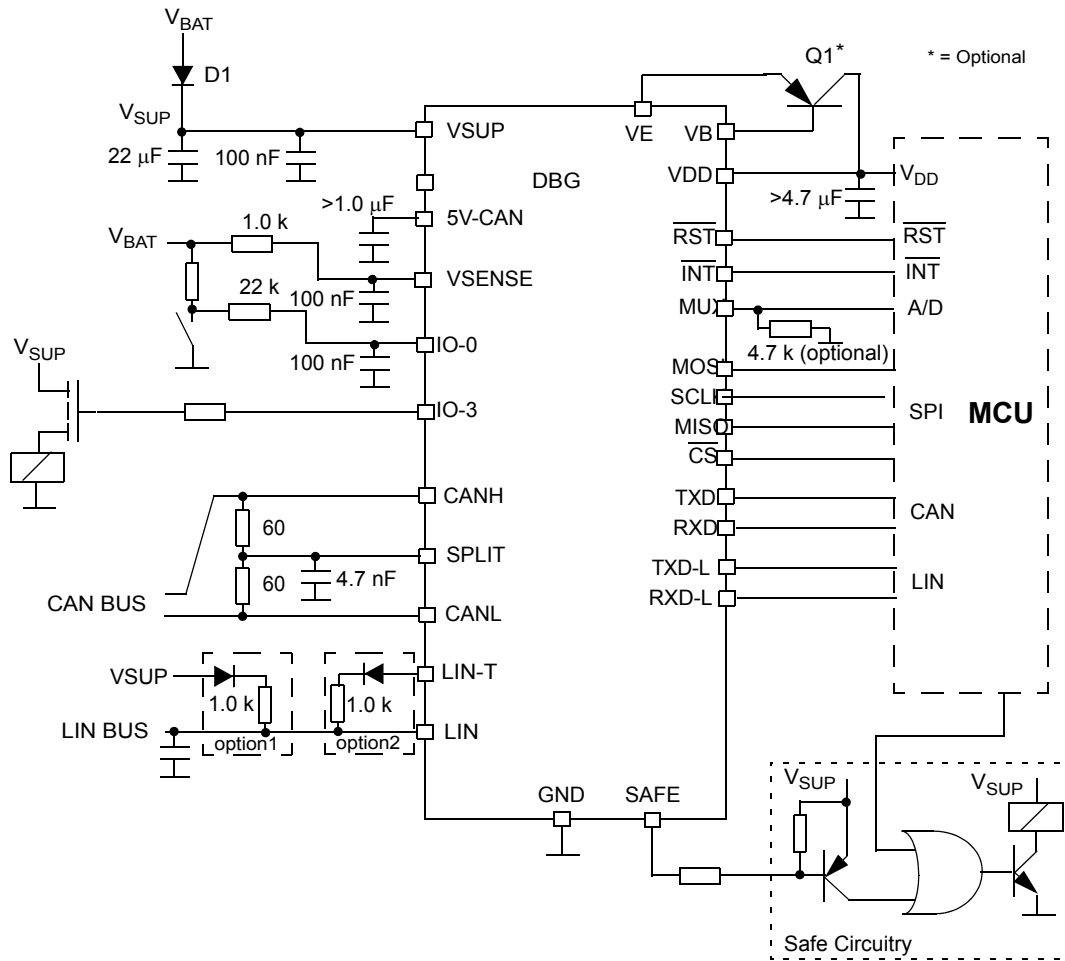 V_BAT
D1
V_SUP
22 μF
100 nF
VSUP
DBG
>1.0 μF
5V-CAN
V_BAT
1.0 k
VSENSE
22 k
100 nF
IO-0
100 nF
V_SUP
IO-3
CANH
60
SPLIT
4.7 nF
60
CAN BUS
CANL
VSUP
1.0 k
1.0 k
LIN-T
LIN BUS
option1
option2
LIN
GND
SAFE
Q1*
* = Optional
VE
VB
VDD
V_DD
>4.7 μF
RST
RST
INT
INT
MUX
A/D
4.7 k (optional)
MOSI
SCLK
SPI
MCU
MISO
CS
TXD
CAN
RXD
TXD-L
LIN
RXD-L
V_SUP
V_SUP
Safe Circuitry